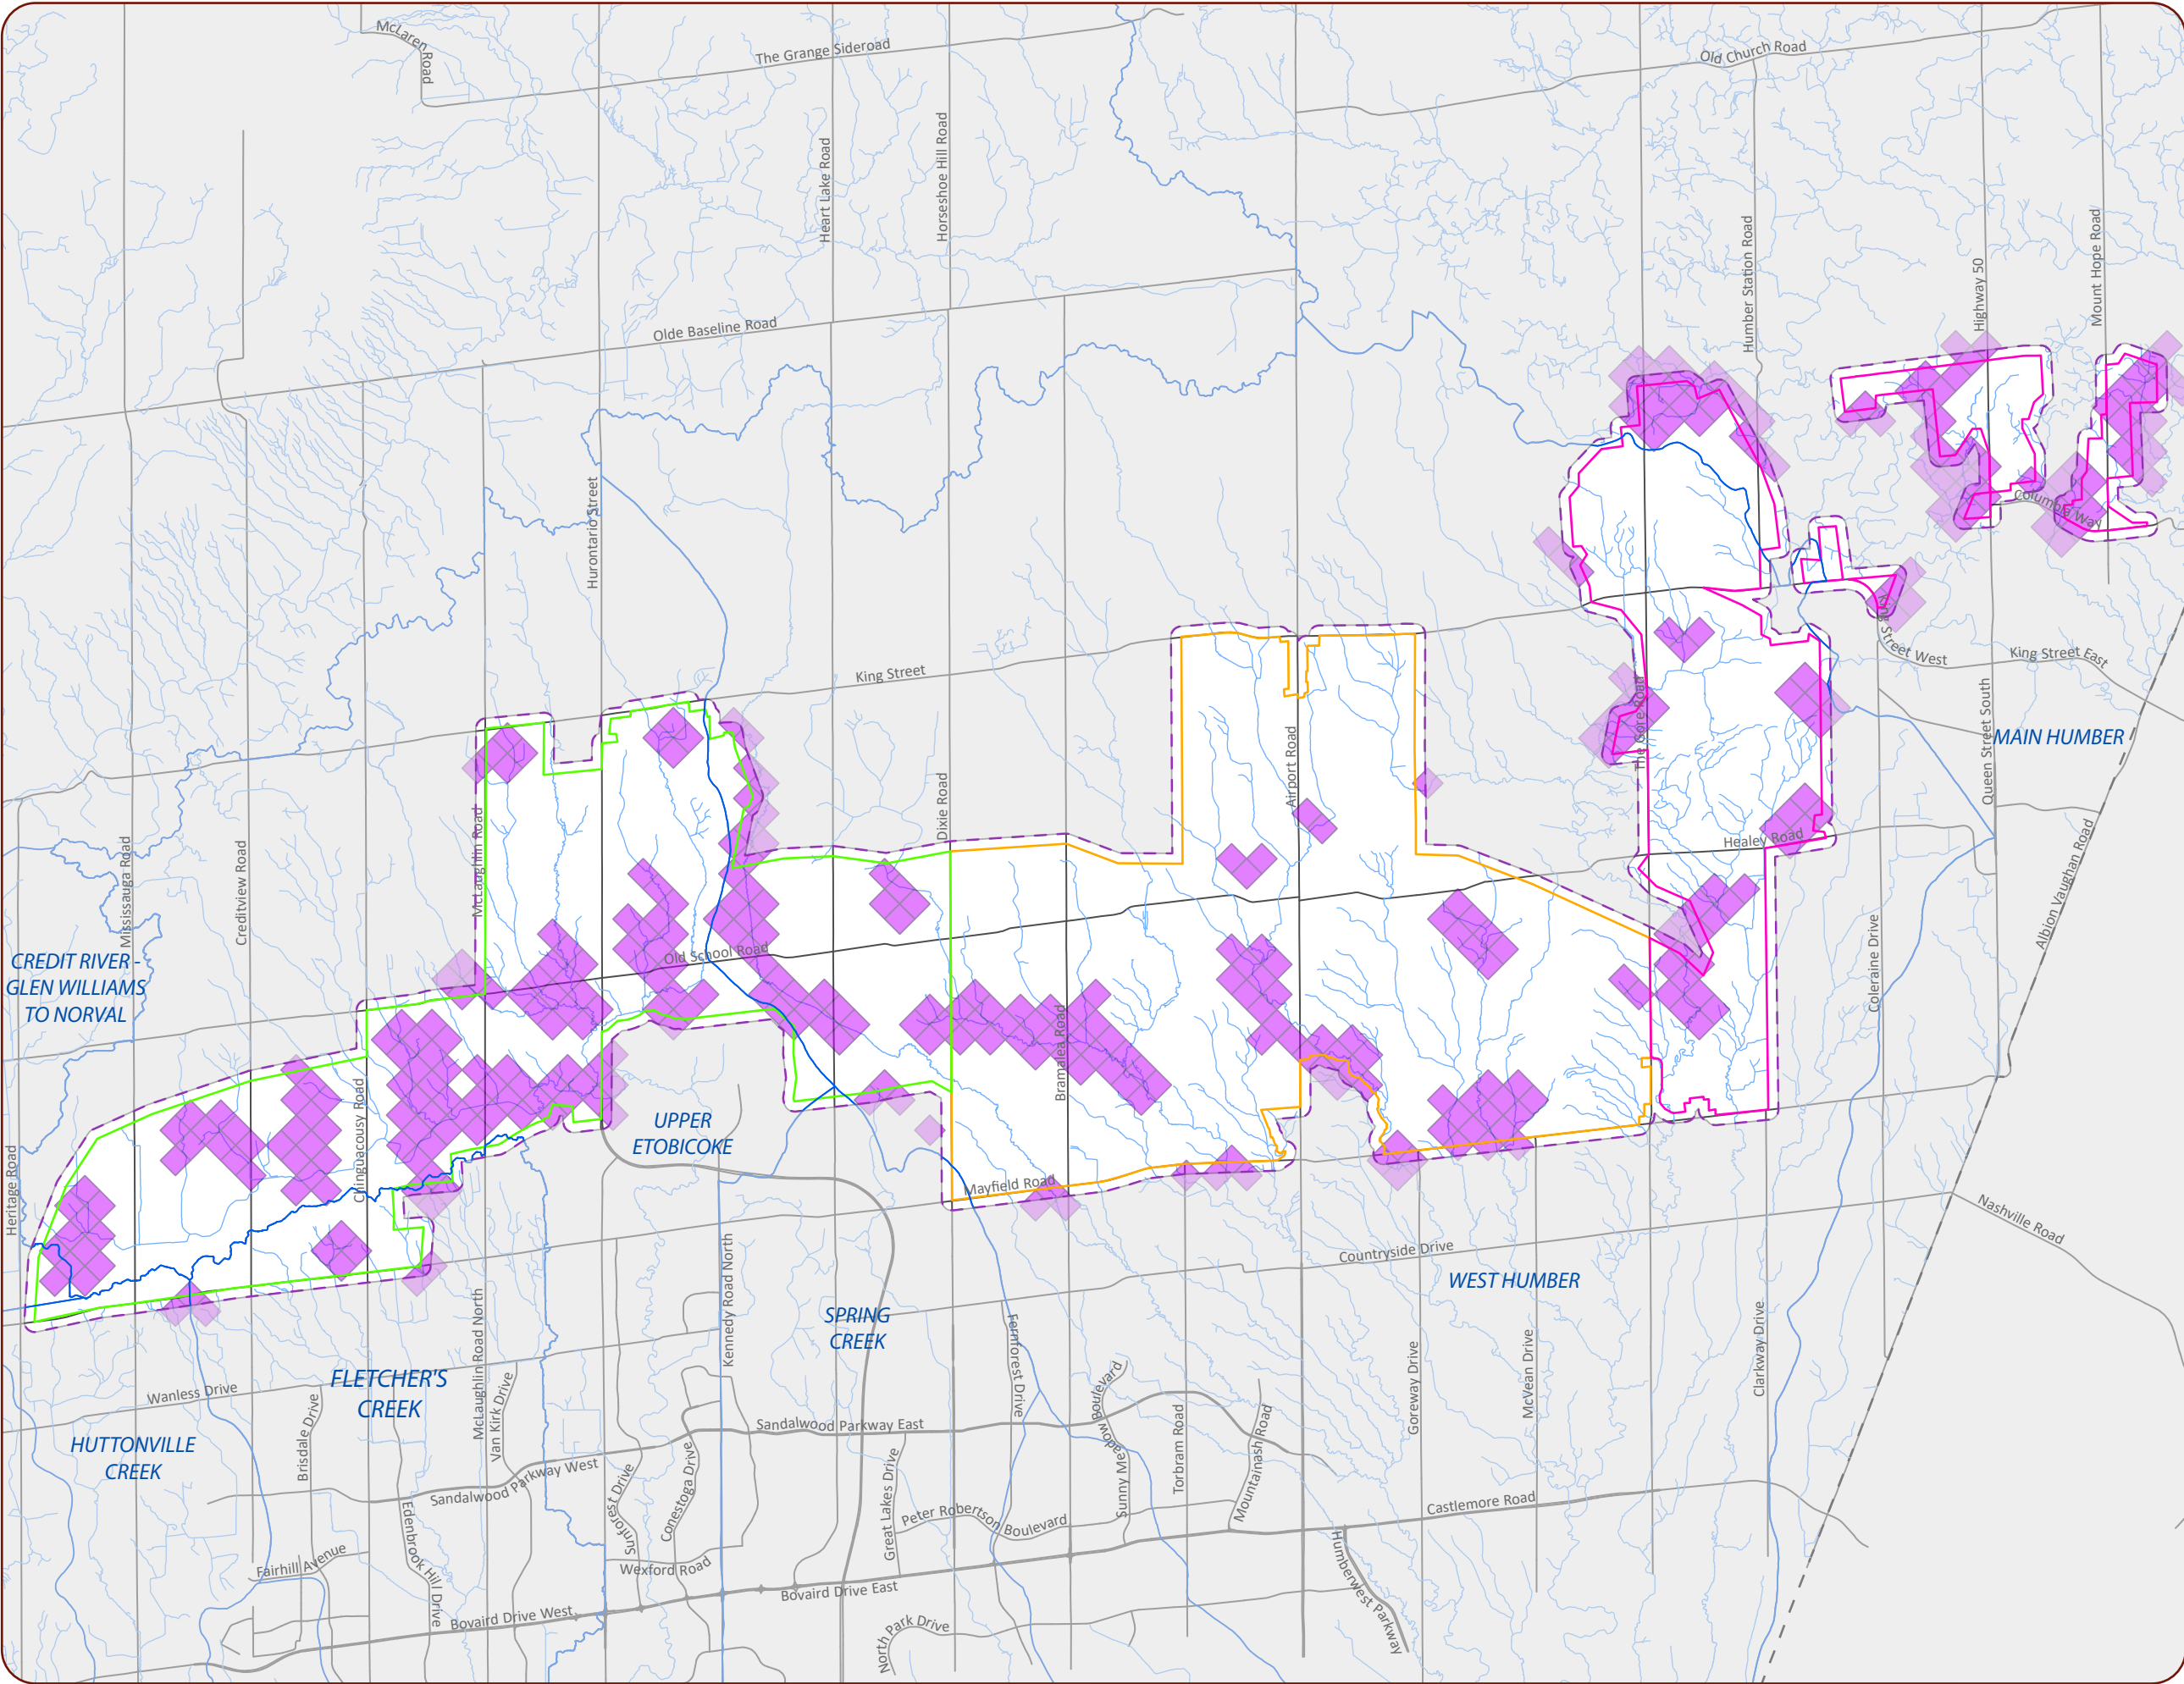 McLaren
Road
The Grange Sideroad
Old Church Road
Heart Lake Road
Horseshoe Hill Road
Humber Station Road
Highway 50
Mount Hope Road
Olde Baseline Road
Hurontario Street
Columbia Way
King Street
King Street West
King Street East
The Gore Road
Queen Street South
MAIN HUMBER
Airport Road
Dixie Road
McLaughlin Road
Mississauga Road
Creditview Road
Healey Road
Albion Vaughan Road
Coleraine Drive
Old School Road
CREDIT RIVER -
GLEN WILLIAMS
TO NORVAL
Bramalea Road
Chinguacousy Road
Heritage Road
UPPER
ETOBICOKE
Mayfield Road
Nashville Road
Countryside Drive
WEST HUMBER
Kennedy Road North
SPRING
CREEK
McLaughlin Road North
Fernforest Drive
Goreway Drive
McVean Drive
Clarkway Drive
FLETCHER'S
CREEK
Wanless Drive
Van Kirk Drive
Brisdale Drive
Sunny Meadow Boulevard
Torbram Road
Mountainash Road
Sandalwood Parkway East
HUTTONVILLE
CREEK
Sandalwood Parkway West
Sunforest Drive
Conestoga Drive
Great Lakes Drive
Peter Robertson Boulevard
Castlemore Road
Edenbrook Hill Drive
Fairhill Avenue
Wexford Road
Humberwest Parkway
Bovaird Drive East
Bovaird Drive West
North Park Drive